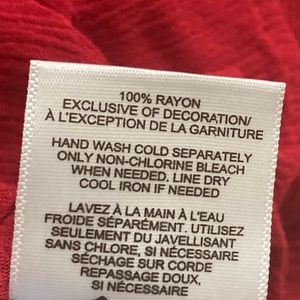 100% RAYON
EXCLUSIVE OF DECORATION/
À L'EXCEPTION DE LA GARNITURE
HAND WASH COLD SEPARATELY
ONLY NON-CHLORINE BLEACH
WHEN NEEDED. LINE DRY
COOL IRON IF NEEDED
LAVEZ À LA MAIN À L'EAU
FROIDE SÉPARÉMENT. UTILISEZ
SEULEMENT DU JAVELLISANT
SANS CHLORE, SI NÉCESSAIRE
SÉCHAGE SUR CORDE
REPASSAGE DOUX,
SI NÉCESSAIRE